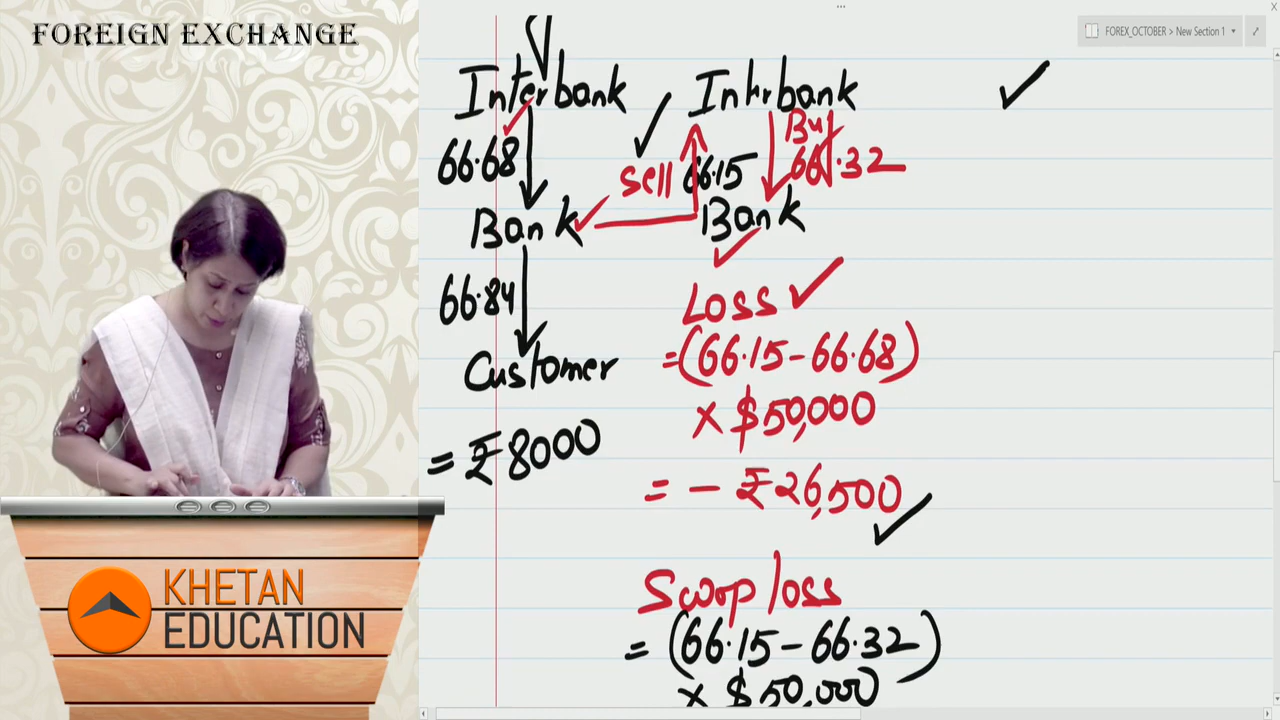 FOREIGN EXCHANGE
FOREX_OCTOBER > New Section 1
Interbank
66.68
Bank
66.84
Customer
= ₹8000
Interbank
Buy
Sell 66.15 66.32
Bank
Loss
=(66.15-66.68)
× $50,000
= - ₹26,500
Swap loss
= (66.15-66.32)
× $50,000
KHETAN
EDUCATION